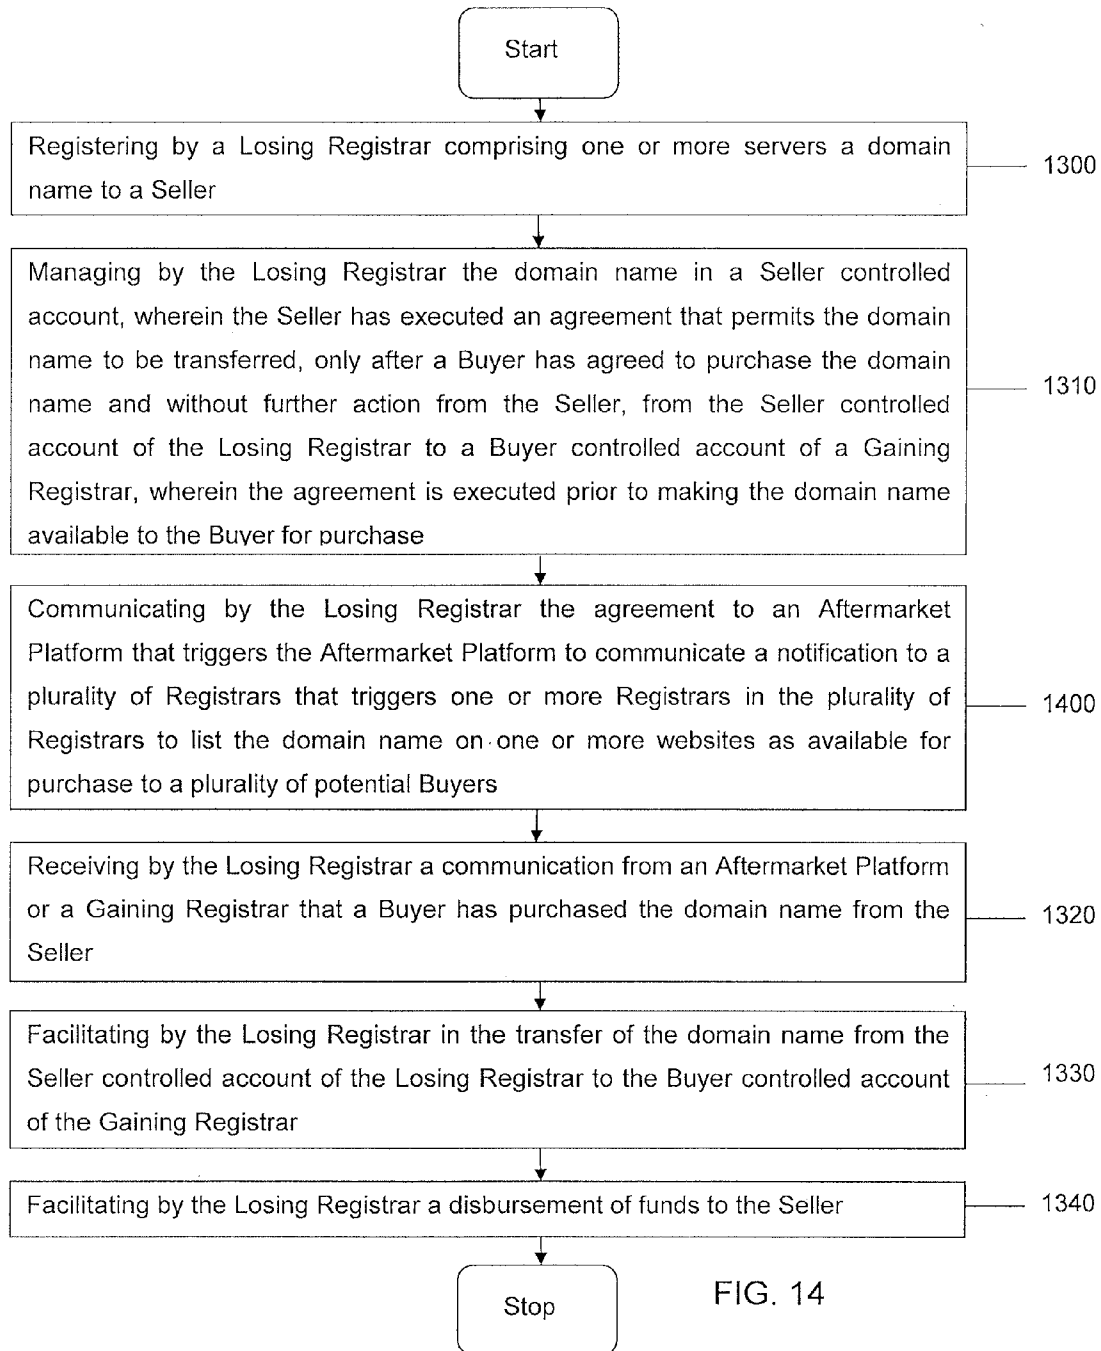 Start
Registering by a Losing Registrar comprising one or more servers a domain
name to a Seller
1300
Managing by the Losing Registrar the domain name in a Seller controlled
account, wherein the Seller has executed an agreement that permits the domain
name to be transferred, only after a Buyer has agreed to purchase the domain
name and without further action from the Seller, from the Seller controlled
account of the Losing Registrar to a Buyer controlled account of a Gaining
Registrar, wherein the agreement is executed prior to making the domain name
available to the Buyer for purchase
1310
Communicating by the Losing Registrar the agreement to an Aftermarket
Platform that triggers the Aftermarket Platform to communicate a notification to a
plurality of Registrars that triggers one or more Registrars in the plurality of
Registrars to list the domain name on one or more websites as available for
purchase to a plurality of potential Buyers
1400
Receiving by the Losing Registrar a communication from an Aftermarket Platform
or a Gaining Registrar that a Buyer has purchased the domain name from the
Seller
1320
Facilitating by the Losing Registrar in the transfer of the domain name from the
Seller controlled account of the Losing Registrar to the Buyer controlled account
of the Gaining Registrar
1330
Facilitating by the Losing Registrar a disbursement of funds to the Seller
1340
Stop
FIG. 14